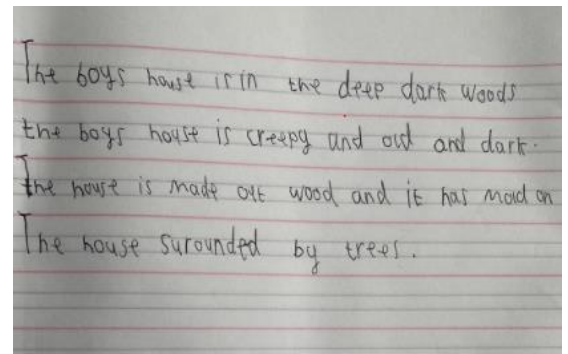 The boys house is in the deep dark woods
the boys house is creepy and old and dark.
The house is made out wood and it has mold on
The house surounded by trees.